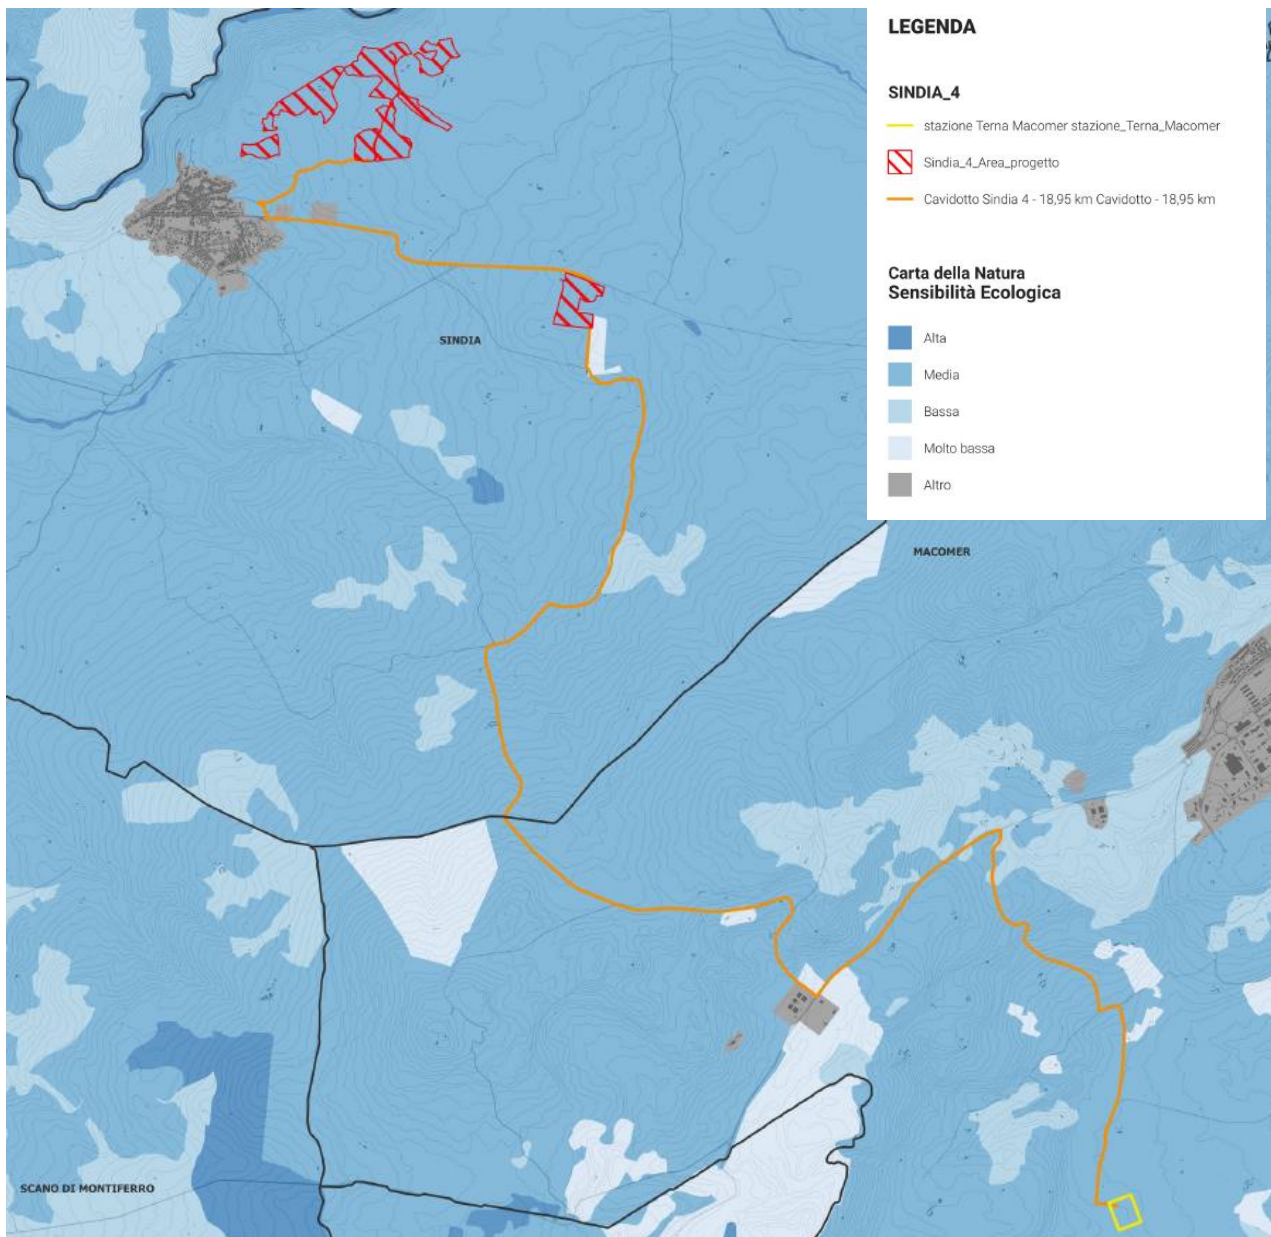 LEGENDA
SINDIA_4
stazione Terna Macomer stazione_Terna_Macomer
Sindia_4_Area_progetto
Cavidotto Sindia 4 - 18,95 km Cavidotto - 18,95 km
Carta della Natura
Sensibilità Ecologica
Alta
Media
Bassa
Molto bassa
Altro
SINDIA
MACOMER
SCANO DI MONTIFERRO